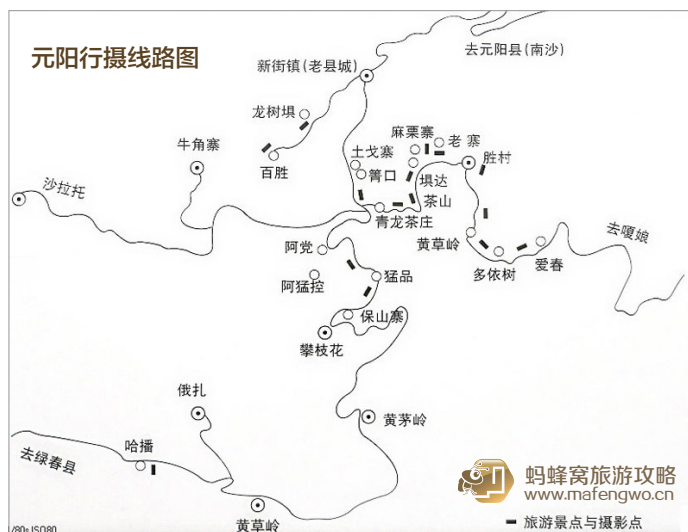 元阳行摄线路图
去元阳县(南沙)
新街镇(老县城)
龙树坝
麻栗寨
老寨
牛角寨
土戈寨
胜村
百胜
箐口
坝达
沙拉托
茶山
青龙茶庄
黄草岭
去嘎娘
阿党
多依树
爱春
阿猛控
猛品
保山寨
攀枝花
俄扎
黄茅岭
哈播
去绿春县
蚂蜂窝旅游攻略
www.mafengwo.cn
黄草岭
旅游景点与摄影点